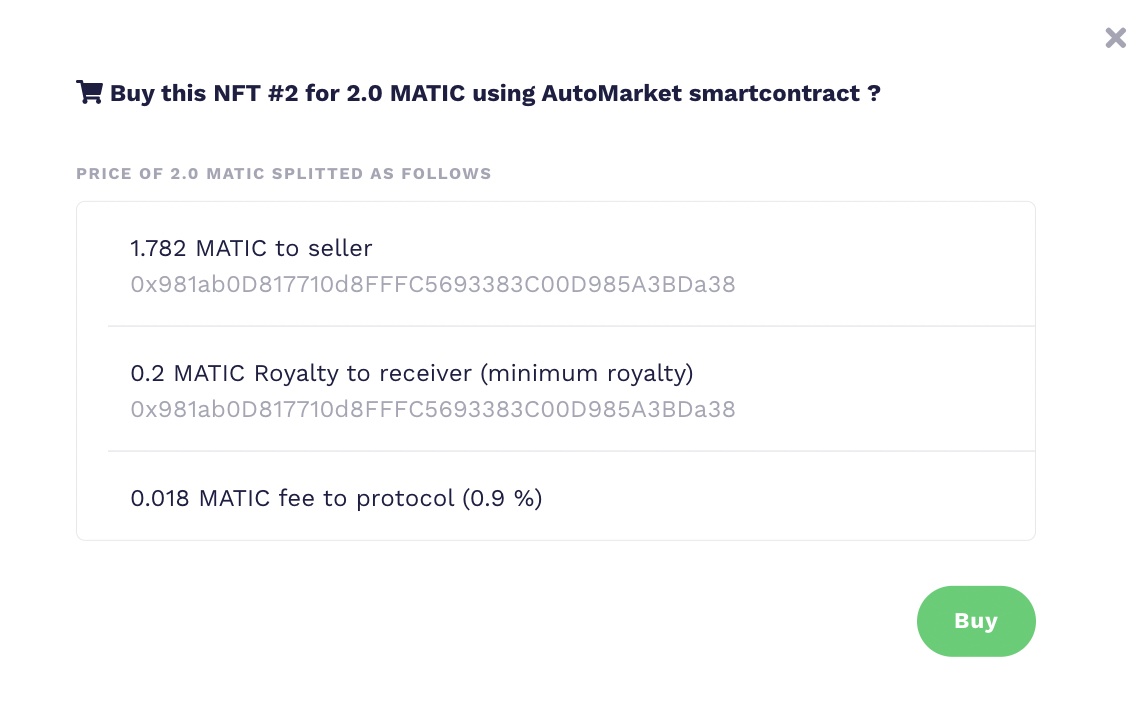 Buy this NFT #2 for 2.0 MATIC using AutoMarket smartcontract ?
PRICE OF 2.0 MATIC SPLITTED AS FOLLOWS
1.782 MATIC to seller
0x981ab0D817710d8FFFC5693383C00D985A3BDa38
0.2 MATIC Royalty to receiver (minimum royalty)
0x981ab0D817710d8FFFC5693383C00D985A3BDa38
0.018 MATIC fee to protocol (0.9 %)
Buy